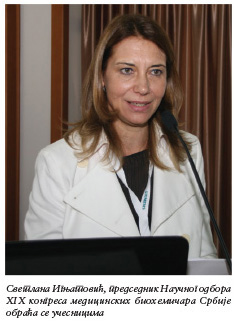 Светлана Игњатовић, председник Научног одбора
XIX конгреса медицинских биохемичара Србије
обраћа се учесницима